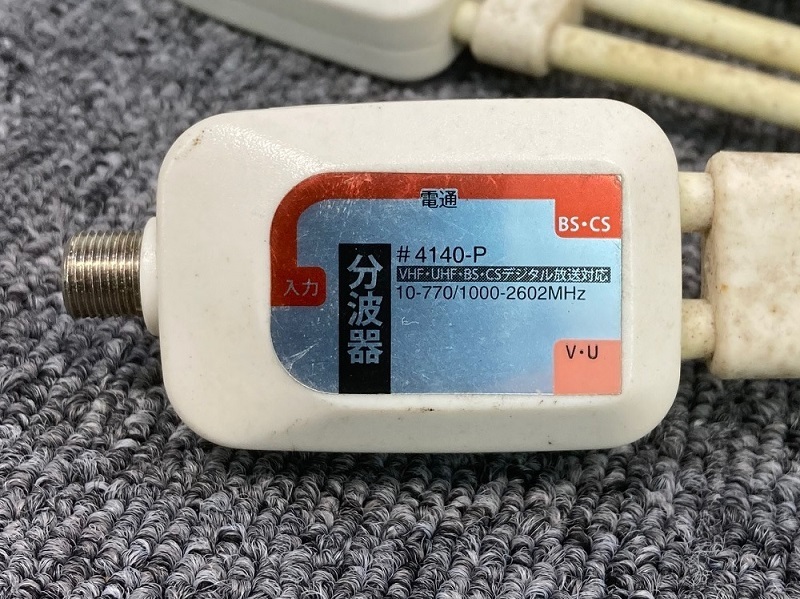 電通
BS・CS
#4140-P
VHF・UHF・BS・CSデジタル放送対応
10-770/1000-2602MHz
入力
分波器
V・U